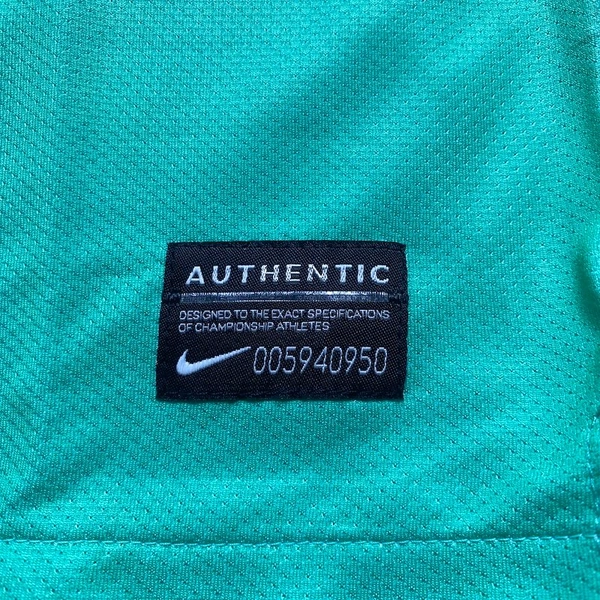 AUTHENTIC
DESIGNED TO THE EXACT SPECIFICATIONS
OF CHAMPIONSHIP ATHLETES
005940950